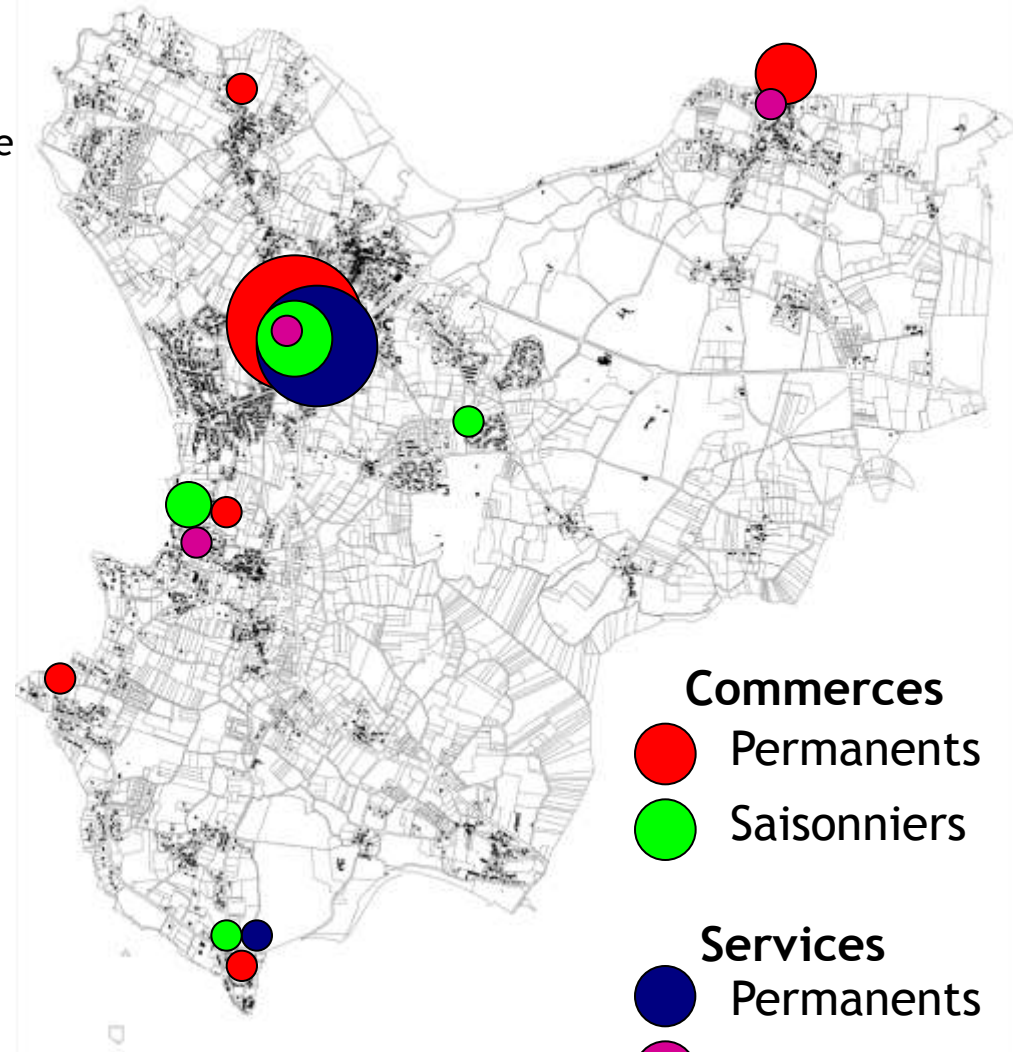 e
Commerces
Permanents
Saisonniers
Services
Permanents